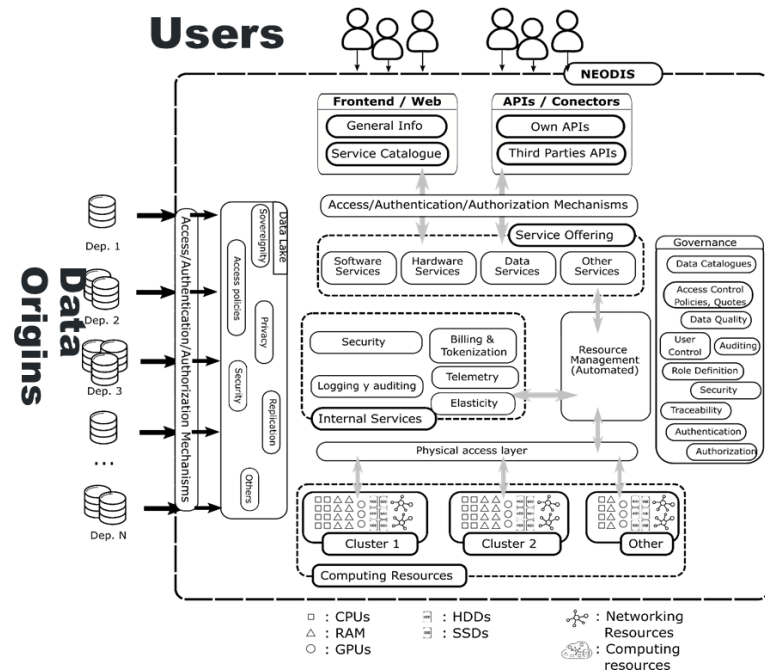 Users
NEODIS
Frontend / Web
General Info
Service Catalogue
APIs / Conectors
Own APIs
Third Parties APIs
Access/Authentication/Authorization Mechanisms
Service Offering
Software
Services
Hardware
Services
Data
Services
Other
Services
Data
Origins
Dep. 1
Dep. 2
Dep. 3
...
Dep. N
Access/Authentication/Authorization Mechanisms
Data Lake
Sovereignity
Access policies
Privacy
Security
Replication
Others
Security
Logging y auditing
Billing &
Tokenization
Telemetry
Elasticity
Internal Services
Resource
Management
(Automated)
Governance
Data Catalogues
Access Control
Policies, Quotes
Data Quality
User
Control
Auditing
Role Definition
Security
Traceability
Authentication
Authorization
Physical access layer
Cluster 1
Cluster 2
Other
Computing Resources
: CPUs
: RAM
: GPUs
: HDDs
: SSDs
: Networking
Resources
: Computing
resources